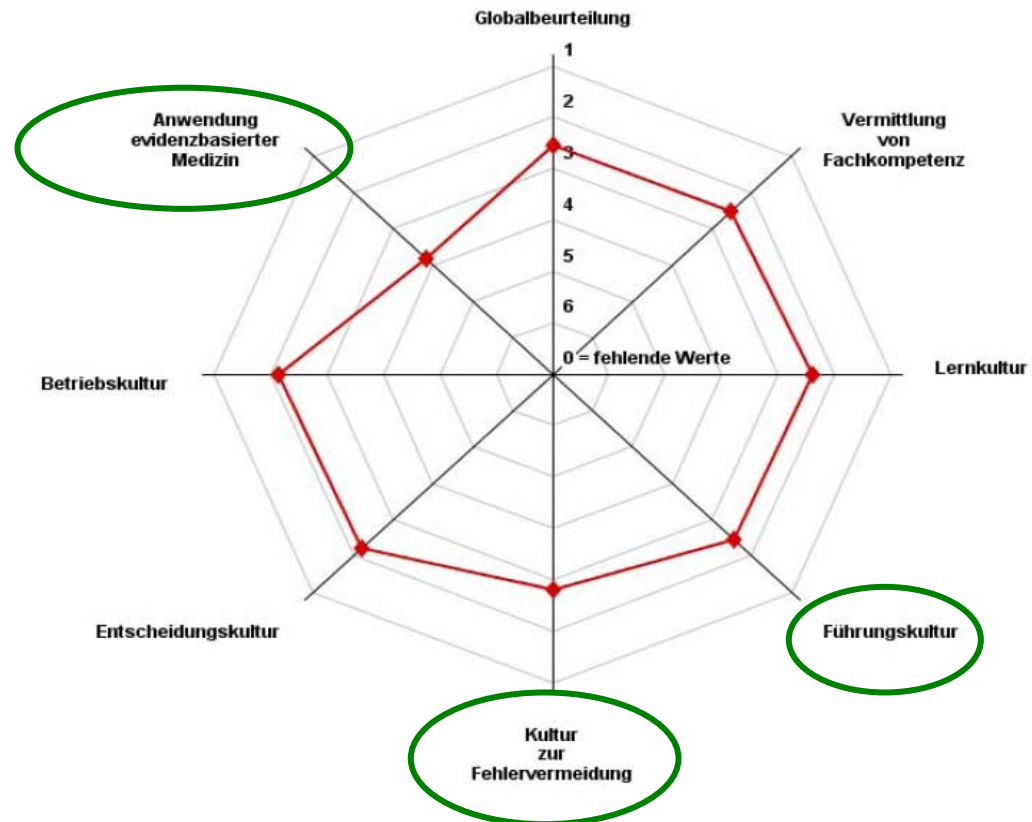 Globalbeurteilung
1
2
3
4
5
6
0 = fehlende Werte
Anwendung
evidenzbasierter
Medizin
Vermittlung
von
Fachkompetenz
Betriebskultur
Lernkultur
Entscheidungskultur
Führungskultur
Kultur
zur
Fehlervermeidung